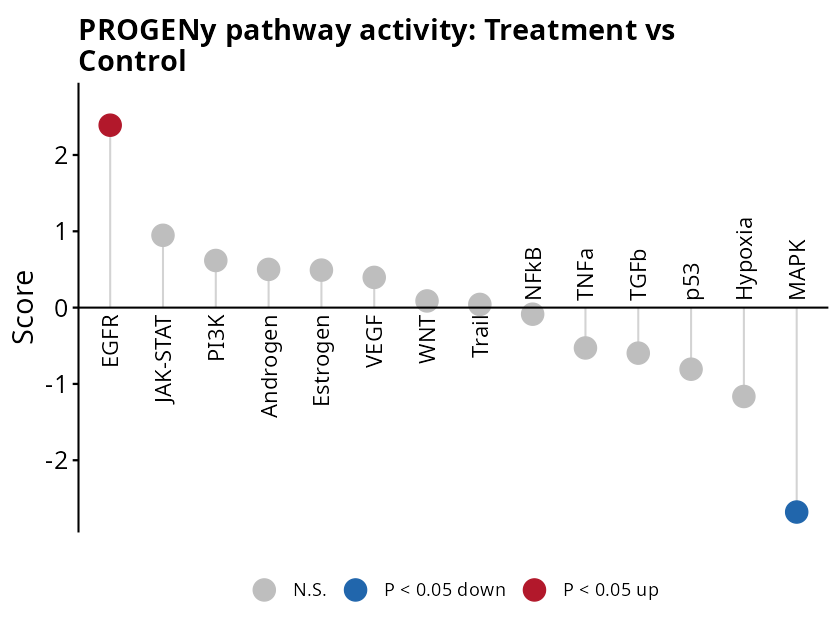 PROGENy pathway activity: Treatment vs
Control
Score
2
1
0
-1
-2
EGFR
JAK-STAT
PI3K
Androgen
Estrogen
VEGF
WNT
Trail
NFkB
TNFa
TGFb
p53
Hypoxia
MAPK
N.S. P < 0.05 down P < 0.05 up